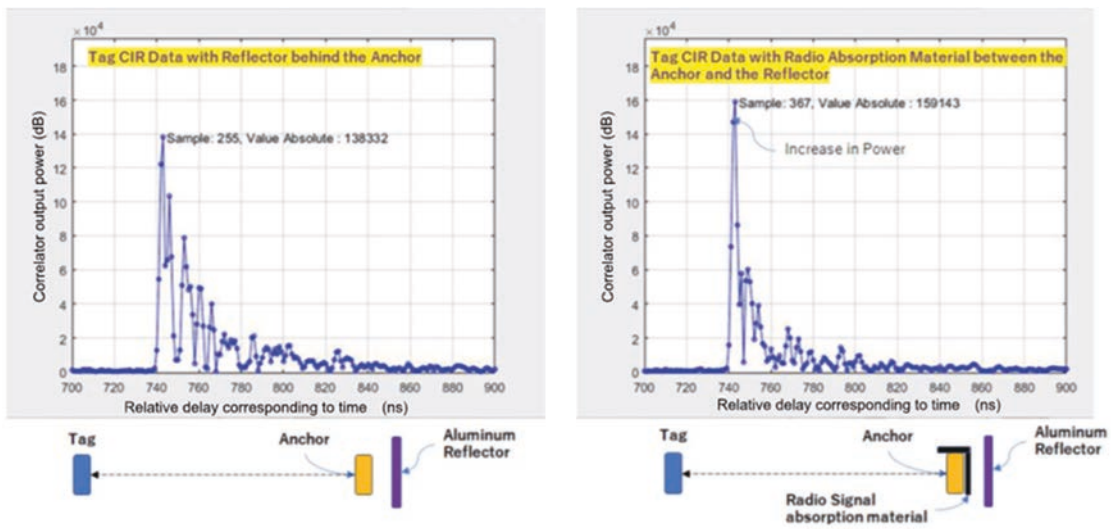 ×10⁴
Tag CIR Data with Reflector behind the Anchor
18
16
14
12
10
8
6
4
2
0
Sample: 255, Value Absolute : 138332
Correlator output power (dB)
700 720 740 760 780 800 820 840 860 880 900
Relative delay corresponding to time (ns)
Tag
Anchor
Aluminum
Reflector
×10⁴
Tag CIR Data with Radio Absorption Material between the
Anchor and the Reflector
18
16
14
12
10
8
6
4
2
0
Sample: 367, Value Absolute : 159143
Increase in Power
Correlator output power (dB)
700 720 740 760 780 800 820 840 860 880 900
Relative delay corresponding to time (ns)
Tag
Anchor
Aluminum
Reflector
Radio Signal
absorption material